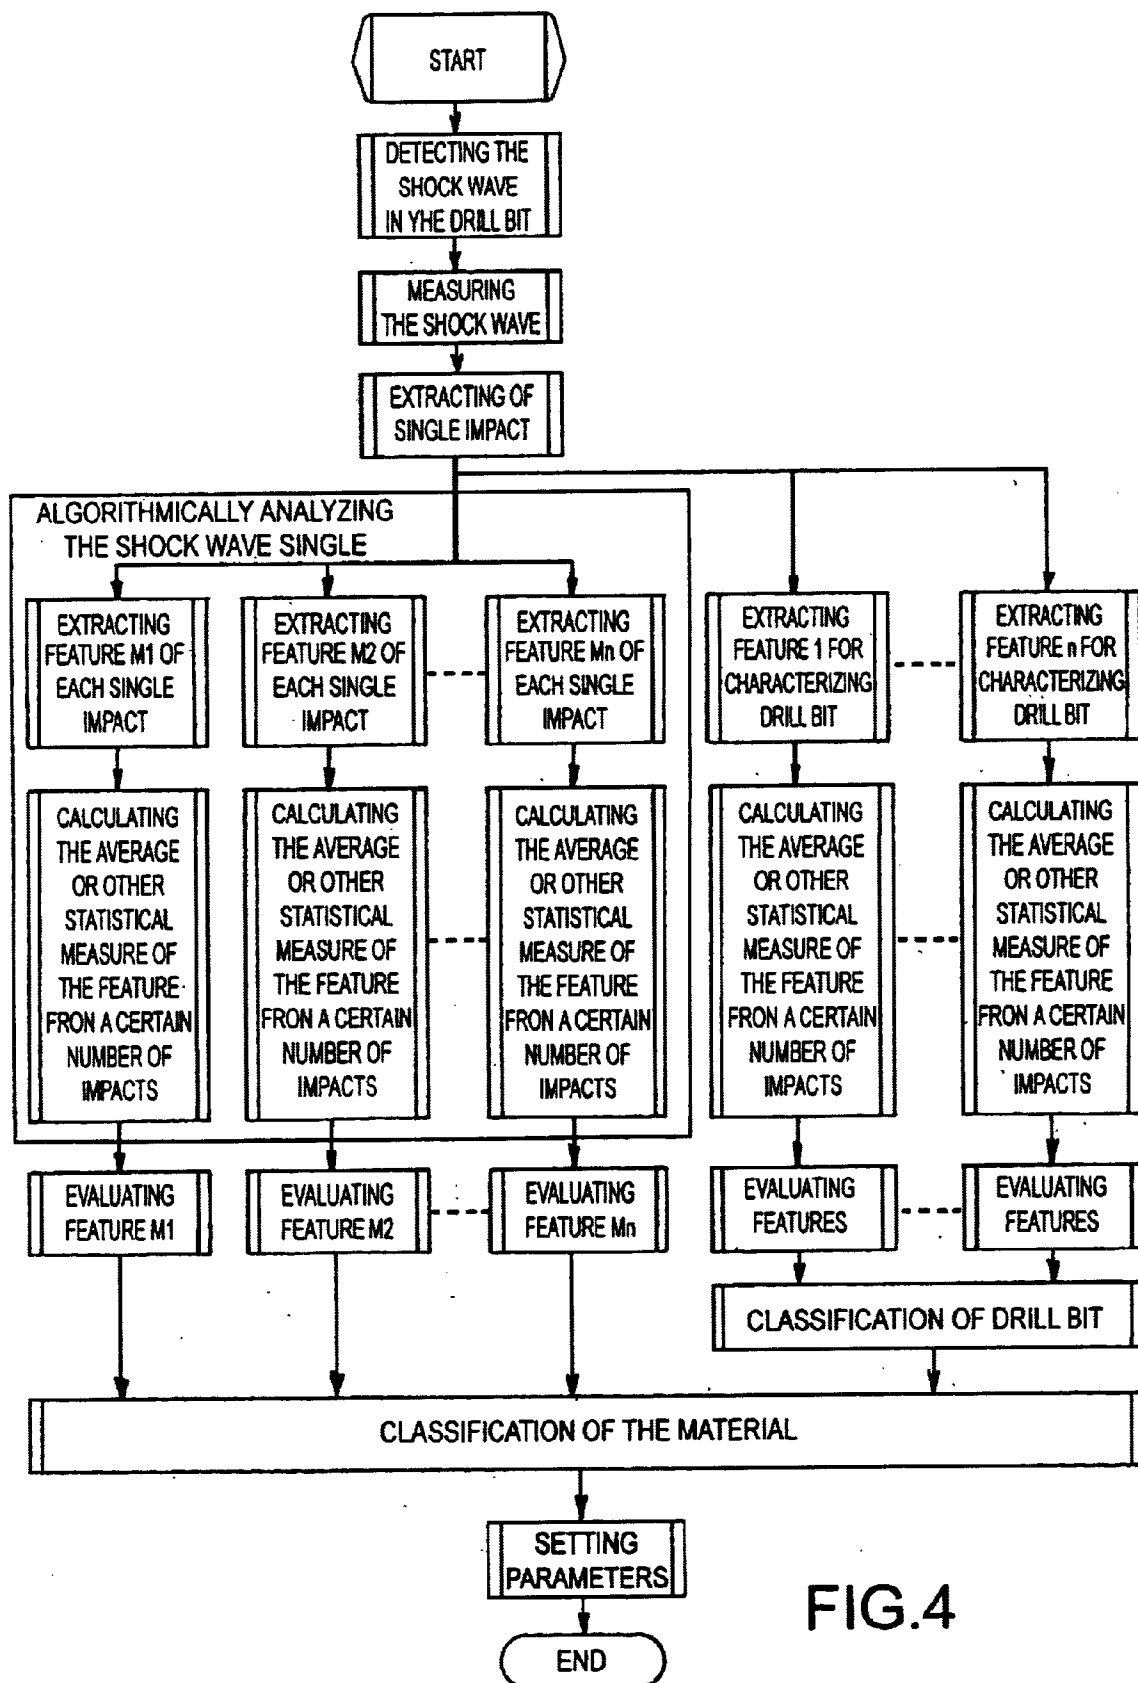 START
DETECTING THE
SHOCK WAVE
IN YHE DRILL BIT
MEASURING
THE SHOCK WAVE
EXTRACTING OF
SINGLE IMPACT
ALGORITHMICALLY ANALYZING
THE SHOCK WAVE SINGLE
EXTRACTING
FEATURE M1 OF
EACH SINGLE
IMPACT
EXTRACTING
FEATURE M2 OF
EACH SINGLE
IMPACT
EXTRACTING
FEATURE Mn OF
EACH SINGLE
IMPACT
EXTRACTING
FEATURE 1 FOR
CHARACTERIZING
DRILL BIT
EXTRACTING
FEATURE n FOR
CHARACTERIZING
DRILL BIT
CALCULATING
THE AVERAGE
OR OTHER
STATISTICAL
MEASURE OF
THE FEATURE
FRON A CERTAIN
NUMBER OF
IMPACTS
CALCULATING
THE AVERAGE
OR OTHER
STATISTICAL
MEASURE OF
THE FEATURE
FRON A CERTAIN
NUMBER OF
IMPACTS
CALCULATING
THE AVERAGE
OR OTHER
STATISTICAL
MEASURE OF
THE FEATURE
FRON A CERTAIN
NUMBER OF
IMPACTS
CALCULATING
THE AVERAGE
OR OTHER
STATISTICAL
MEASURE OF
THE FEATURE
FRON A CERTAIN
NUMBER OF
IMPACTS
CALCULATING
THE AVERAGE
OR OTHER
STATISTICAL
MEASURE OF
THE FEATURE
FRON A CERTAIN
NUMBER OF
IMPACTS
EVALUATING
FEATURE M1
EVALUATING
FEATURE M2
EVALUATING
FEATURE Mn
EVALUATING
FEATURES
EVALUATING
FEATURES
CLASSIFICATION OF DRILL BIT
CLASSIFICATION OF THE MATERIAL
SETTING
PARAMETERS
END
FIG.4